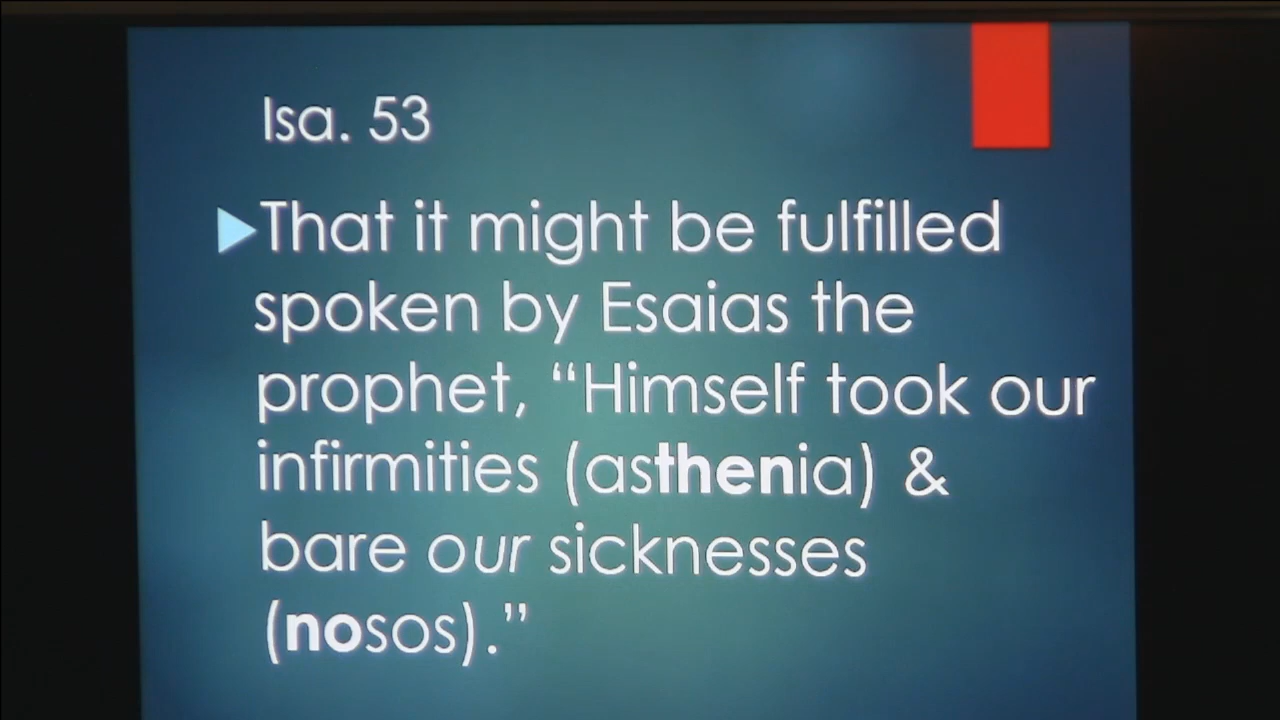 Isa. 53
That it might be fulfilled
spoken by Esaias the
prophet, “Himself took our
infirmities (asthenia) &
bare our sicknesses
(nosos).”